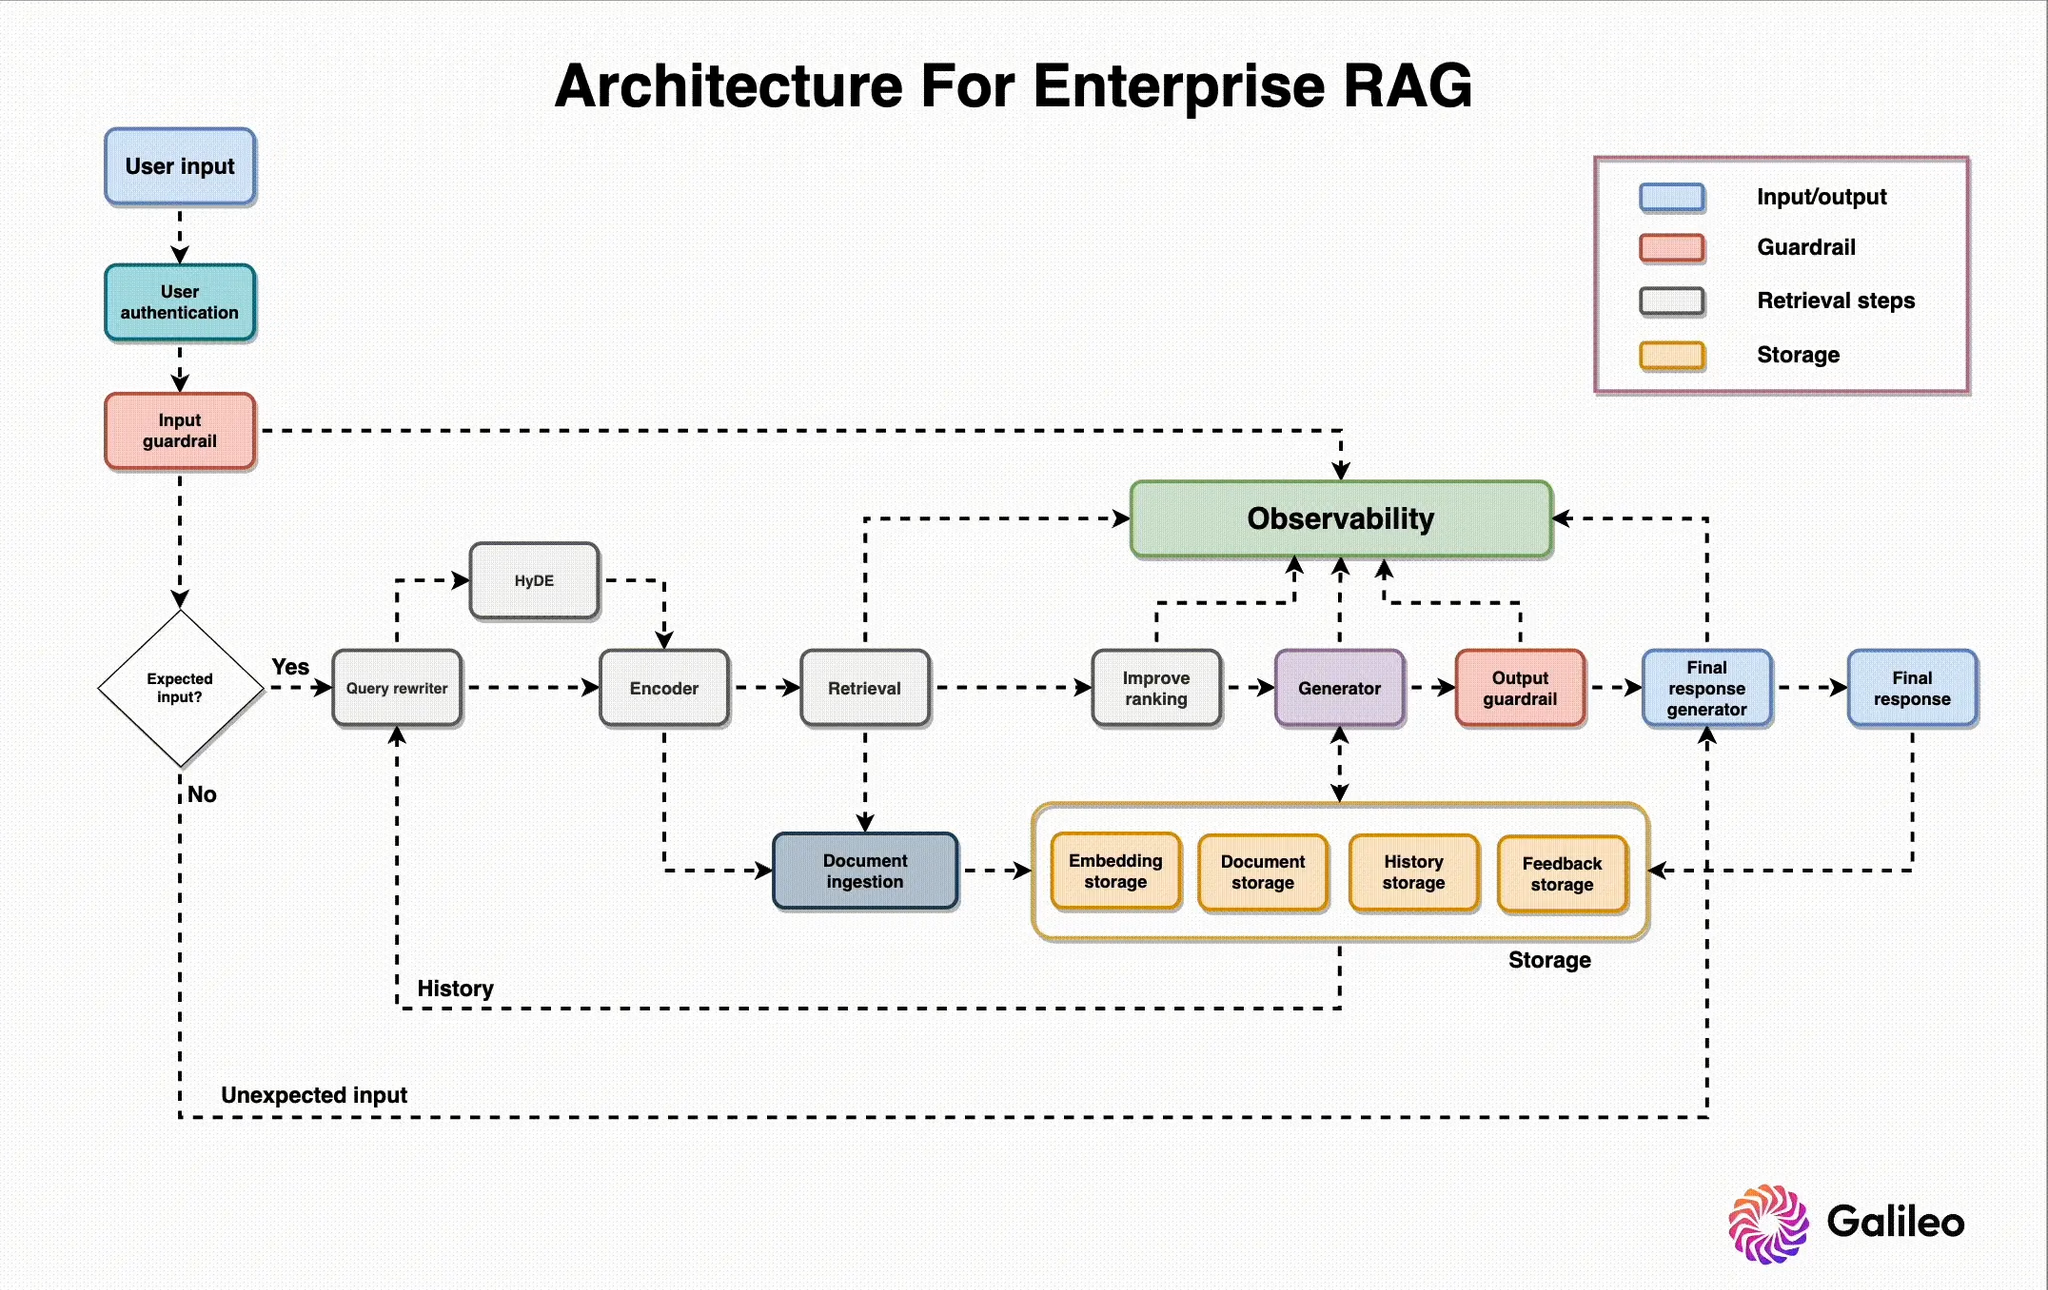 Architecture For Enterprise RAG
User input
User
authentication
Input
guardrail
Input/output
Guardrail
Retrieval steps
Storage
Observability
HyDE
Expected
input?
Yes
No
Query rewriter
Encoder
Retrieval
Improve
ranking
Generator
Output
guardrail
Final
response
generator
Final
response
Document
ingestion
Embedding
storage
Document
storage
History
storage
Feedback
storage
Storage
History
Unexpected input
Galileo